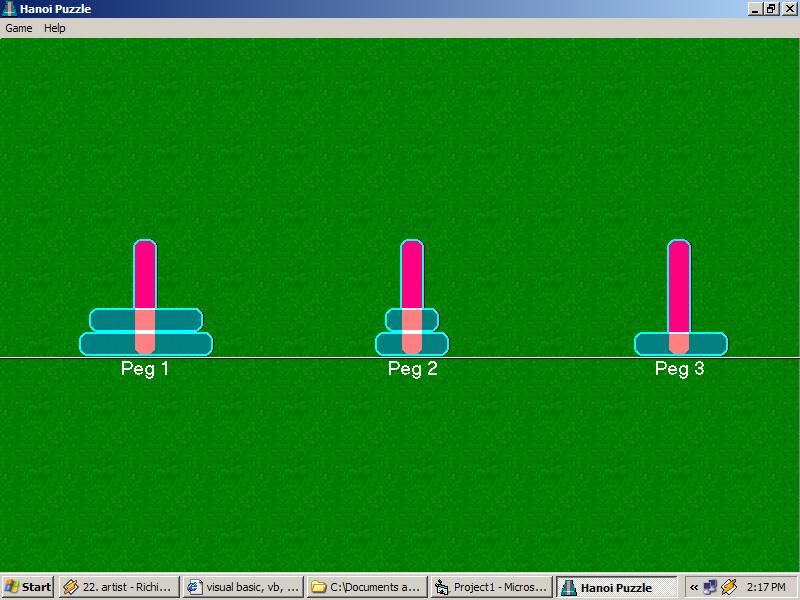 Hanoi Puzzle
Game Help
Peg 1 Peg 2 Peg 3
Start 22. artist - Richi... visual basic, vb, ... C:\Documents a... Project1 - Micros... Hanoi Puzzle « 2:17 PM